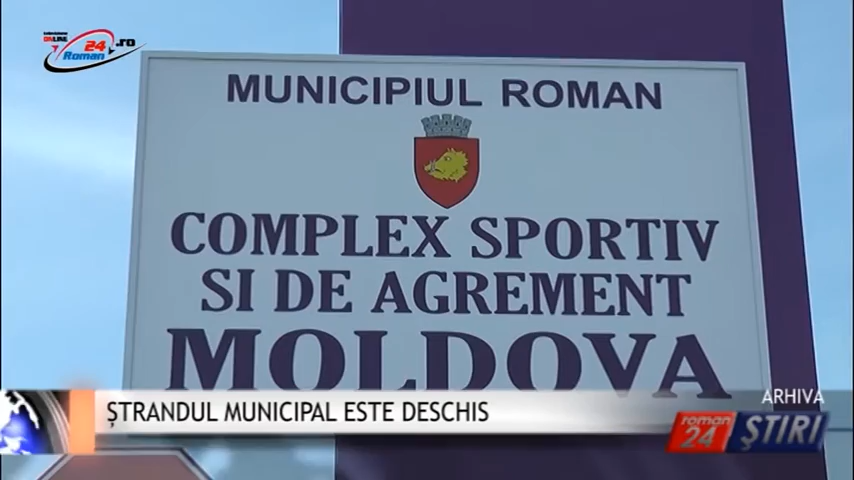 televiziune
ONLINE
24
.ro
Roman
MUNICIPIUL ROMAN
COMPLEX SPORTIV
SI DE AGREMENT
MOLDOVA
ARHIVA
ȘTRANDUL MUNICIPAL ESTE DESCHIS
roman
24
ȘTIRI